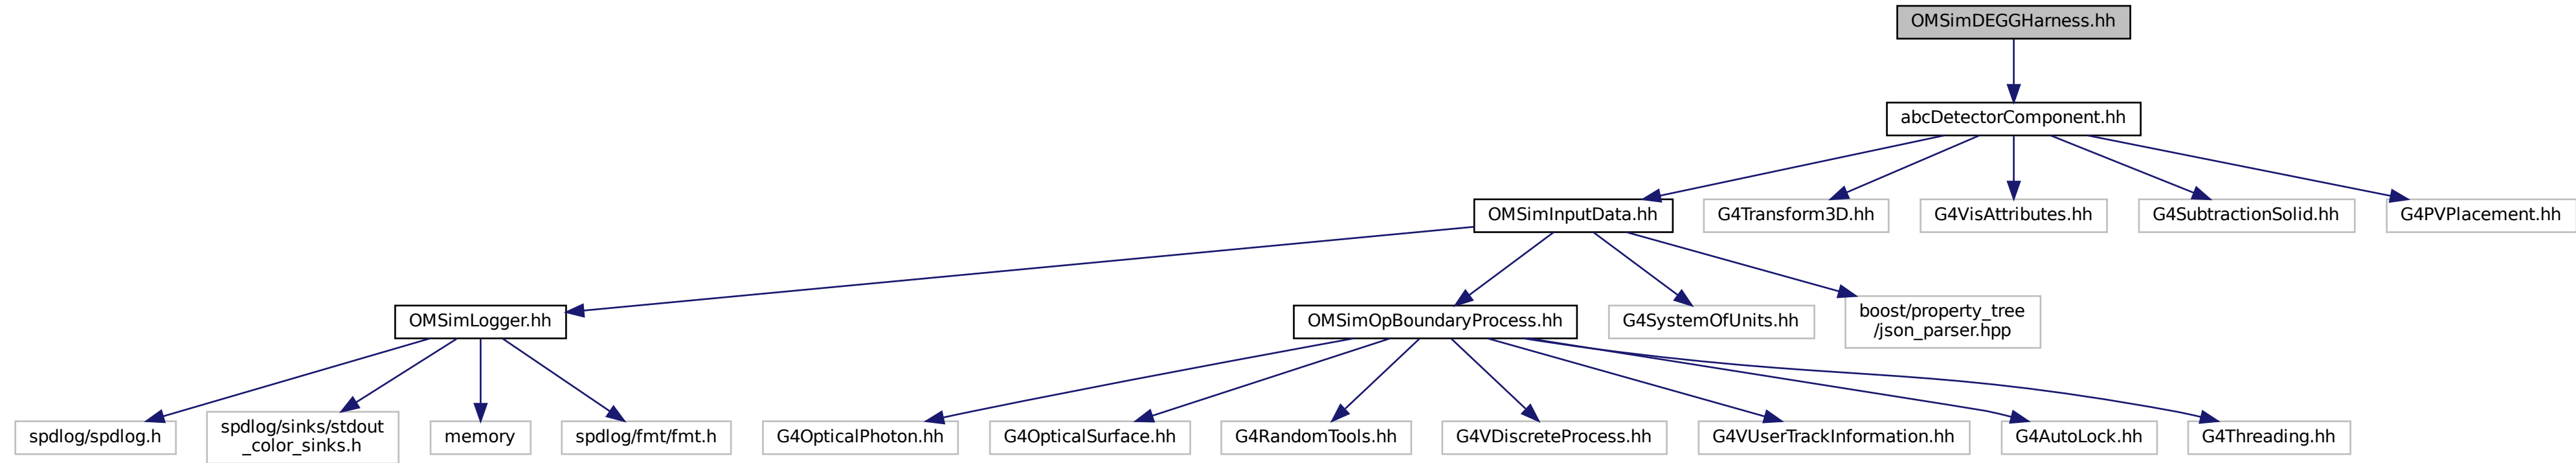 OMSimDEGGHarness.hh
abcDetectorComponent.hh
OMSimInputData.hh
G4Transform3D.hh
G4VisAttributes.hh
G4SubtractionSolid.hh
G4PVPlacement.hh
OMSimLogger.hh
OMSimOpBoundaryProcess.hh
G4SystemOfUnits.hh
boost/property_tree
/json_parser.hpp
spdlog/spdlog.h
spdlog/sinks/stdout
_color_sinks.h
memory
spdlog/fmt/fmt.h
G4OpticalPhoton.hh
G4OpticalSurface.hh
G4RandomTools.hh
G4VDiscreteProcess.hh
G4VUserTrackInformation.hh
G4AutoLock.hh
G4Threading.hh